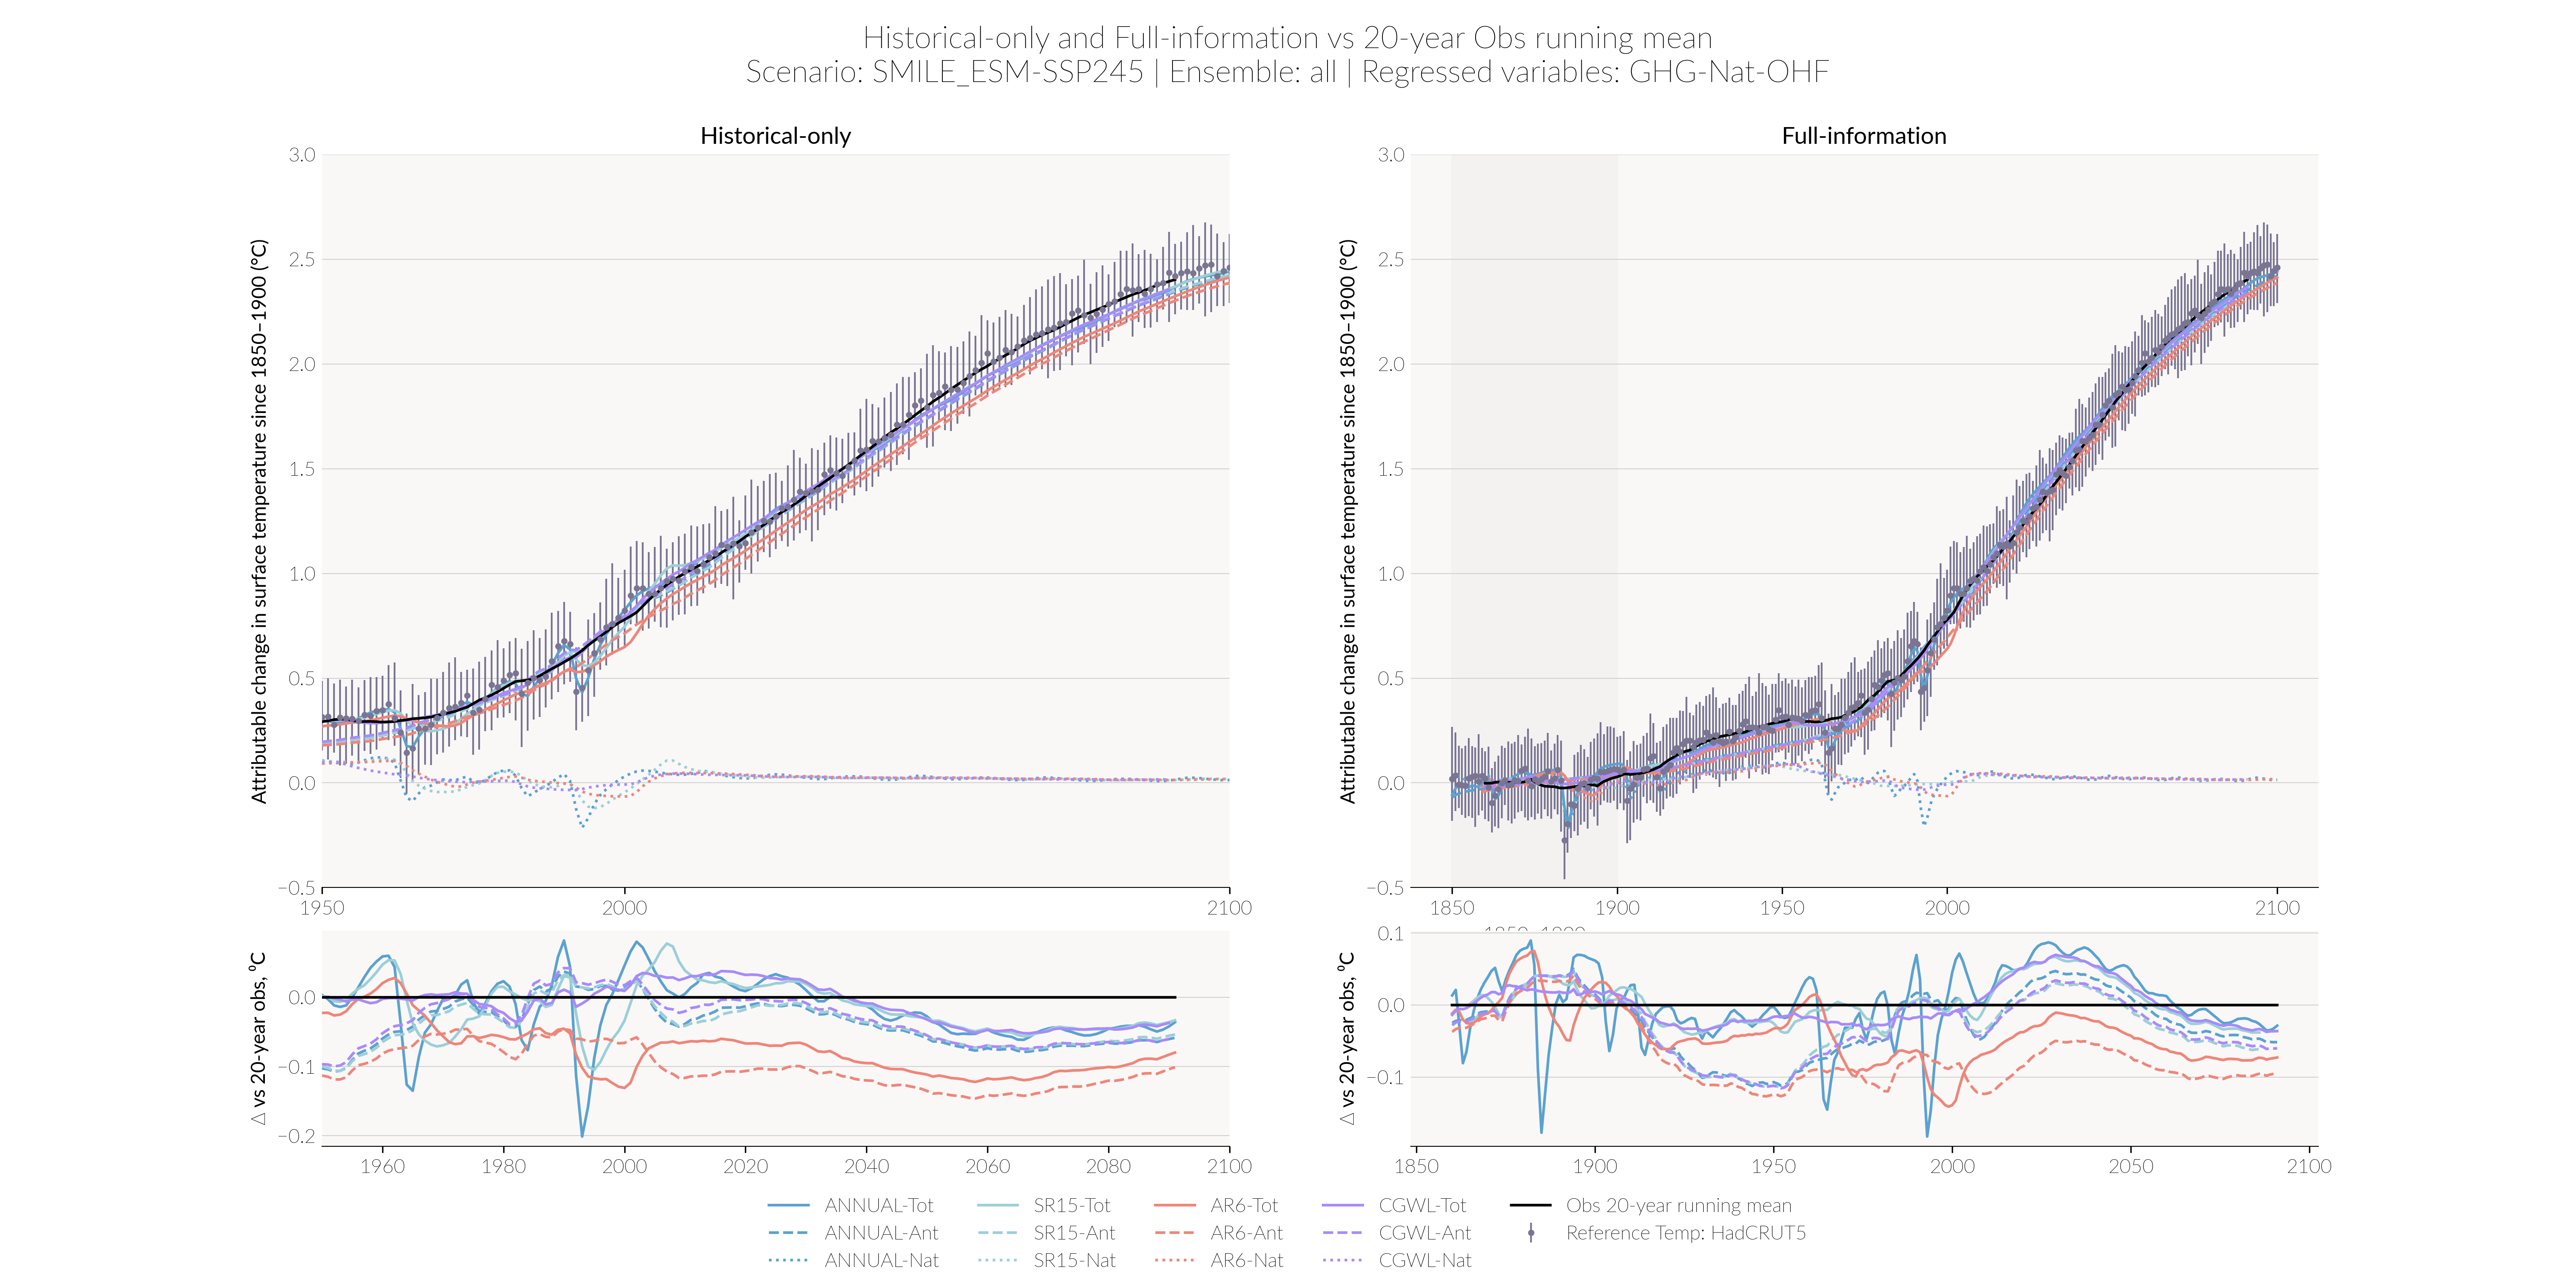 Historical-only and Full-information vs 20-year Obs running mean
Scenario: SMILE_ESM-SSP245 | Ensemble: all | Regressed variables: GHG-Nat-OHF
Historical-only
Attributable change in surface temperature since 1850–1900 (°C)
3.0
2.5
2.0
1.5
1.0
0.5
0.0
−0.5
1950 2000 2100
Δ vs 20-year obs, °C
0.0
−0.1
−0.2
1960 1980 2000 2020 2040 2060 2080 2100
Full-information
Attributable change in surface temperature since 1850–1900 (°C)
3.0
2.5
2.0
1.5
1.0
0.5
0.0
−0.5
1850 1900 1950 2000 2100
Δ vs 20-year obs, °C
0.1
0.0
−0.1
1850 1900 1950 2000 2050 2100
ANNUAL-Tot SR15-Tot AR6-Tot CGWL-Tot Obs 20-year running mean
ANNUAL-Ant SR15-Ant AR6-Ant CGWL-Ant Reference Temp: HadCRUT5
ANNUAL-Nat SR15-Nat AR6-Nat CGWL-Nat